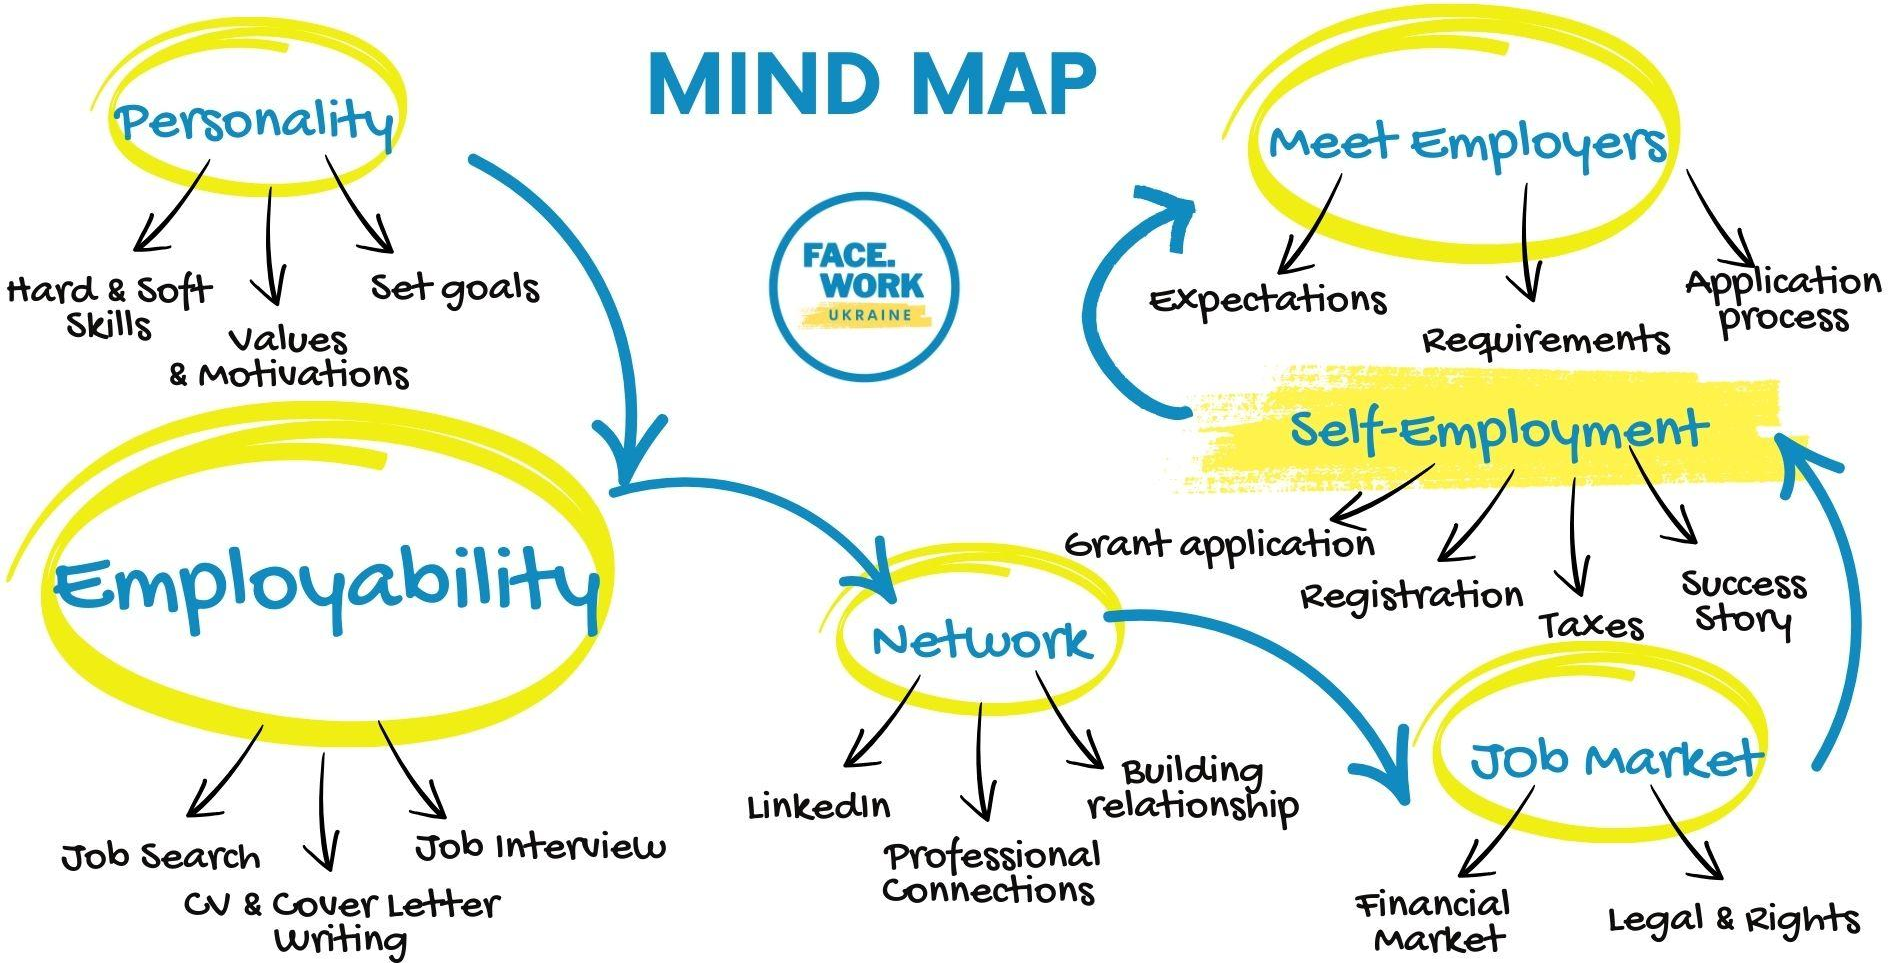 MIND MAP
FACE.
WORK
UKRAINE
Personality
Hard & Soft
Skills
Values
& Motivations
Set goals
Employability
Job Search
CV & Cover Letter
Writing
Job Interview
Network
LinkedIn
Professional
Connections
Building
relationship
Job Market
Financial
Market
Legal & Rights
Self-Employment
Grant application
Registration
Taxes
Success
Story
Meet Employers
Expectations
Requirements
Application
process